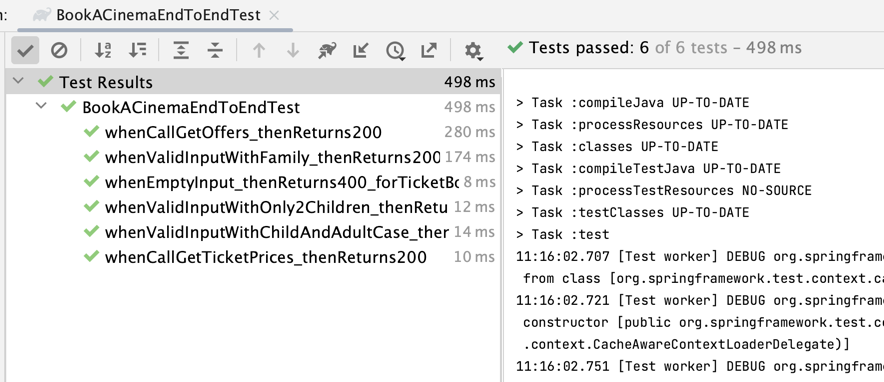 n: BookACinemaEndToEndTest
Tests passed: 6 of 6 tests – 498 ms
Test Results 498 ms
BookACinemaEndToEndTest 498 ms
whenCallGetOffers_thenReturns200 280 ms
whenValidInputWithFamily_thenReturns200 174 ms
whenEmptyInput_thenReturns400_forTicketBo 8 ms
whenValidInputWithOnly2Children_thenRetu 12 ms
whenValidInputWithChildAndAdultCase_ther 14 ms
whenCallGetTicketPrices_thenReturns200 10 ms
> Task :compileJava UP-TO-DATE
> Task :processResources UP-TO-DATE
> Task :classes UP-TO-DATE
> Task :compileTestJava UP-TO-DATE
> Task :processTestResources NO-SOURCE
> Task :testClasses UP-TO-DATE
> Task :test
11:16:02.707 [Test worker] DEBUG org.springframe
from class [org.springframework.test.context.ca
11:16:02.721 [Test worker] DEBUG org.springframe
constructor [public org.springframework.test.co
.context.CacheAwareContextLoaderDelegate)]
11:16:02.751 [Test worker] DEBUG org.springframe